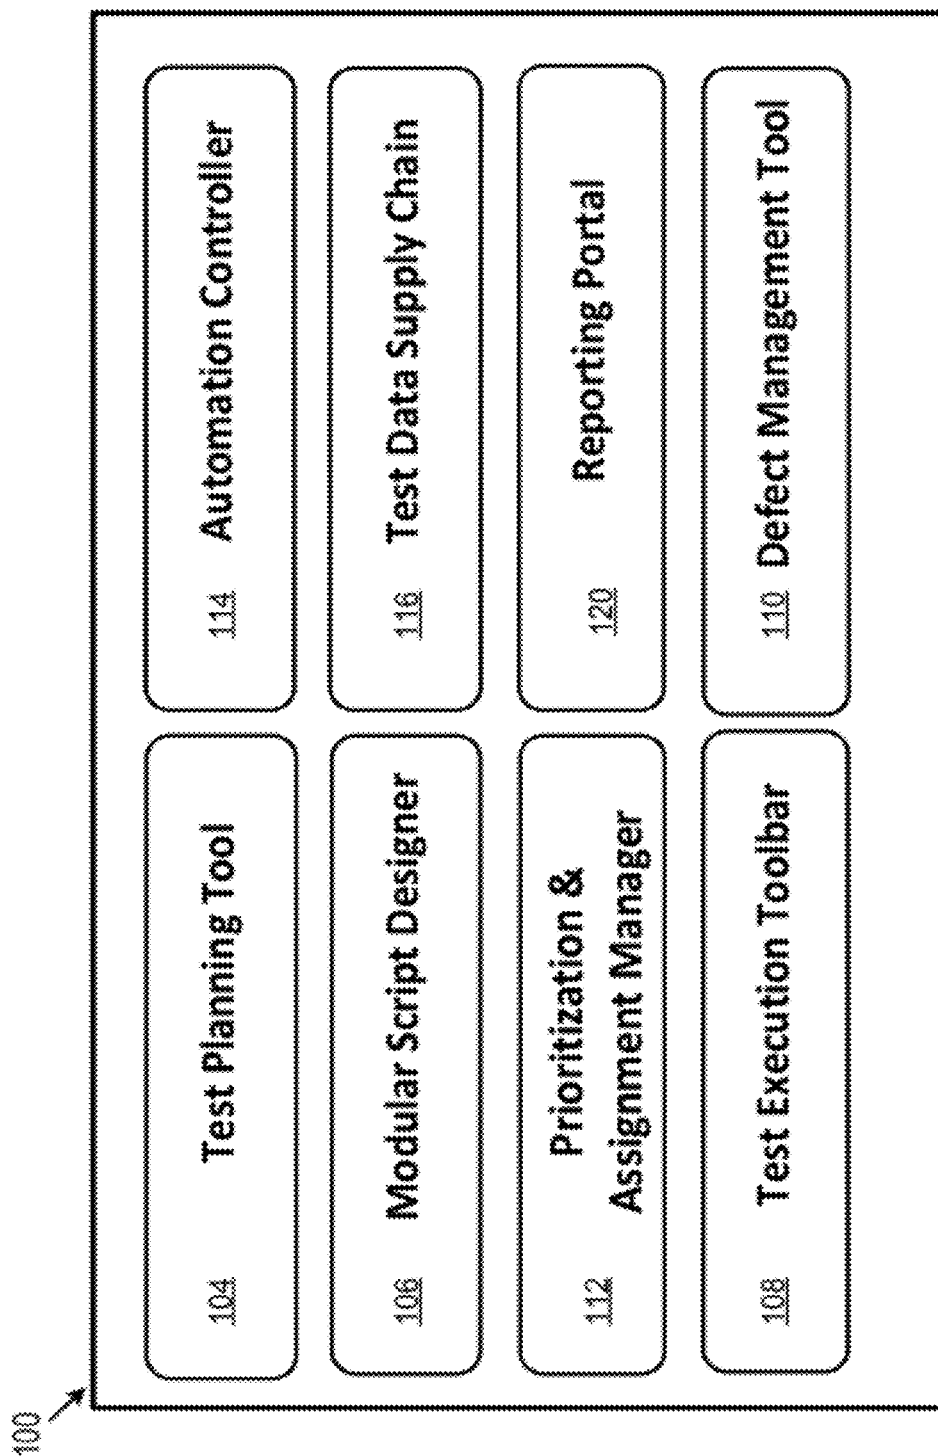 100
104 Test Planning Tool
114 Automation Controller
106 Modular Script Designer
116 Test Data Supply Chain
112 Prioritization &
Assignment Manager
120 Reporting Portal
108 Test Execution Toolbar
110 Defect Management Tool